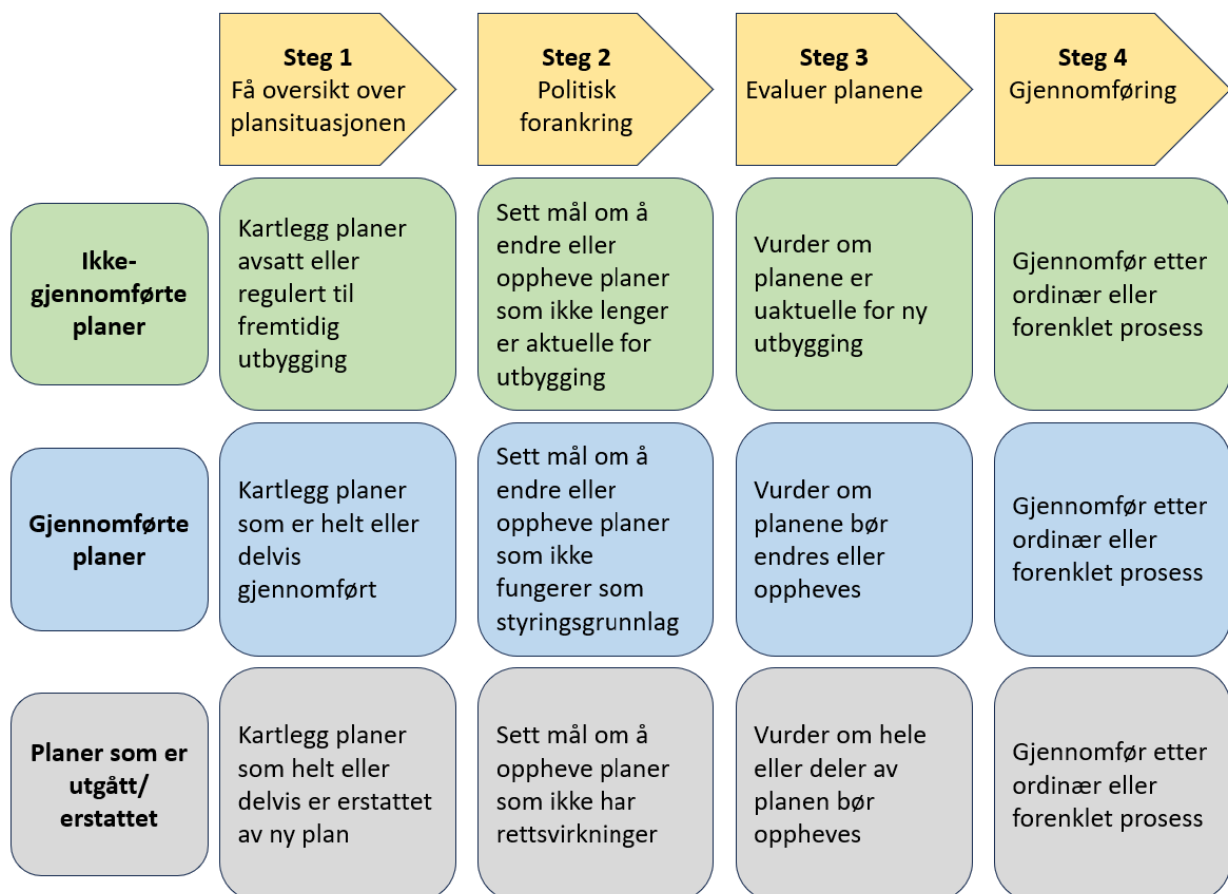 Steg 1
Få oversikt over
plansituasjonen
Steg 2
Politisk
forankring
Steg 3
Evaluer planene
Steg 4
Gjennomføring
Ikke-
gjennomførte
planer
Kartlegg planer
avsatt eller
regulert til
fremtidig
utbygging
Sett mål om å
endre eller
oppheve planer
som ikke lenger
er aktuelle for
utbygging
Vurder om
planene er
uaktuelle for ny
utbygging
Gjennomfør etter
ordinær eller
forenklet prosess
Gjennomførte
planer
Kartlegg planer
som er helt eller
delvis
gjennomført
Sett mål om å
endre eller
oppheve planer
som ikke
fungerer som
styringsgrunnlag
Vurder om
planene bør
endres eller
oppheves
Gjennomfør etter
ordinær eller
forenklet prosess
Planer som er
utgått/
erstattet
Kartlegg planer
som helt eller
delvis er erstattet
av ny plan
Sett mål om å
oppheve planer
som ikke har
rettsvirkninger
Vurder om hele
eller deler av
planen bør
oppheves
Gjennomfør etter
ordinær eller
forenklet prosess